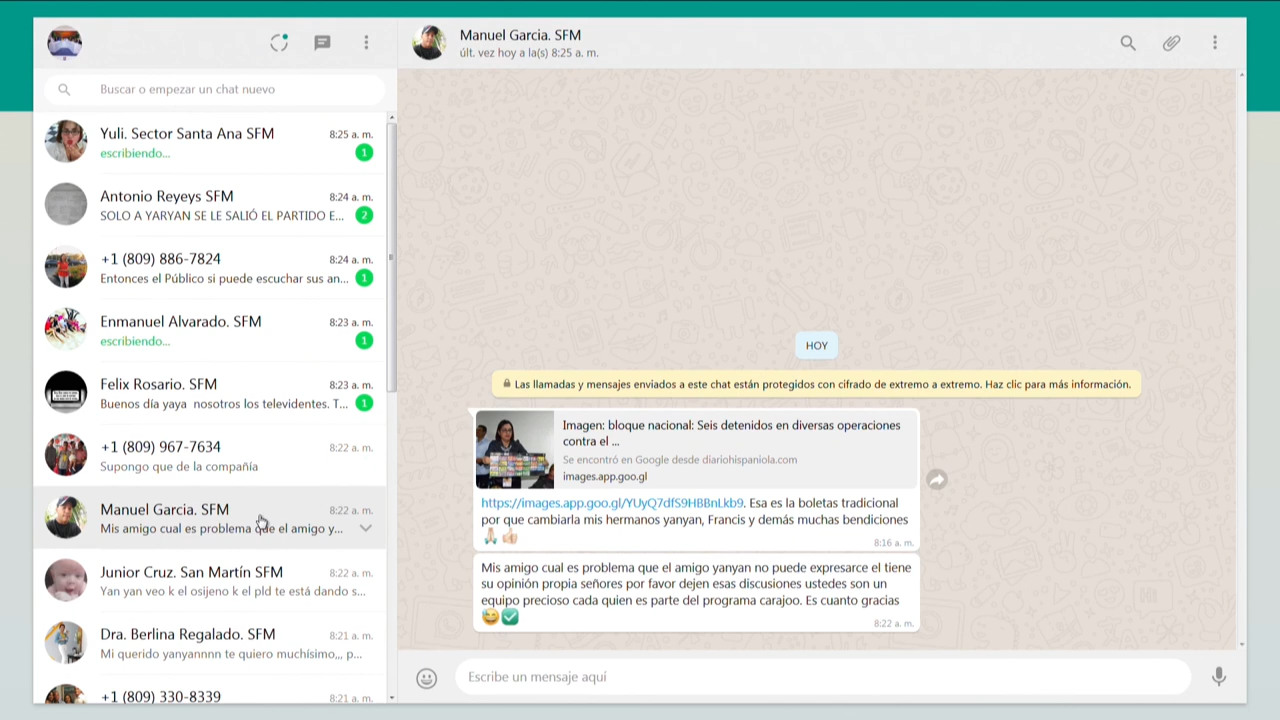 Buscar o empezar un chat nuevo
Yuli. Sector Santa Ana SFM
8:25 a. m.
escribiendo...
1
Antonio Reyeys SFM
8:24 a. m.
SOLO A YARYAN SE LE SALIÓ EL PARTIDO E...
2
+1 (809) 886-7824
8:24 a. m.
Entonces el Público si puede escuchar sus an...
1
Enmanuel Alvarado. SFM
8:23 a. m.
escribiendo...
1
Felix Rosario. SFM
8:23 a. m.
Buenos día yaya nosotros los televidentes. T...
1
+1 (809) 967-7634
8:22 a. m.
Supongo que de la compañía
Manuel Garcia. SFM
8:22 a. m.
Mis amigo cual es problema que el amigo y...
Junior Cruz. San Martín SFM
8:22 a. m.
Yan yan veo k el osijeno k el pld te está dando s...
Dra. Berlina Regalado. SFM
8:21 a. m.
Mi querido yanyannnn te quiero muchísimo,,, p...
+1 (809) 330-8339
8:21 a. m.
Manuel Garcia. SFM
últ. vez hoy a la(s) 8:25 a. m.
HOY
Las llamadas y mensajes enviados a este chat están protegidos con cifrado de extremo a extremo. Haz clic para más información.
Imagen: bloque nacional: Seis detenidos en diversas operaciones
contra el ...
Se encontró en Google desde diariohispaniola.com
images.app.goo.gl
https://images.app.goo.gl/YUyQ7dfS9HBBnLkb9. Esa es la boletas tradicional
por que cambiarla mis hermanos yanyan, Francis y demás muchas bendiciones
🙏🏻👍🏻
8:16 a. m.
Mis amigo cual es problema que el amigo yanyan no puede expresarce el tiene
su opinión propia señores por favor dejen esas discusiones ustedes son un
equipo precioso cada quien es parte del programa carajoo. Es cuanto gracias
😅✅
8:22 a. m.
Escribe un mensaje aquí